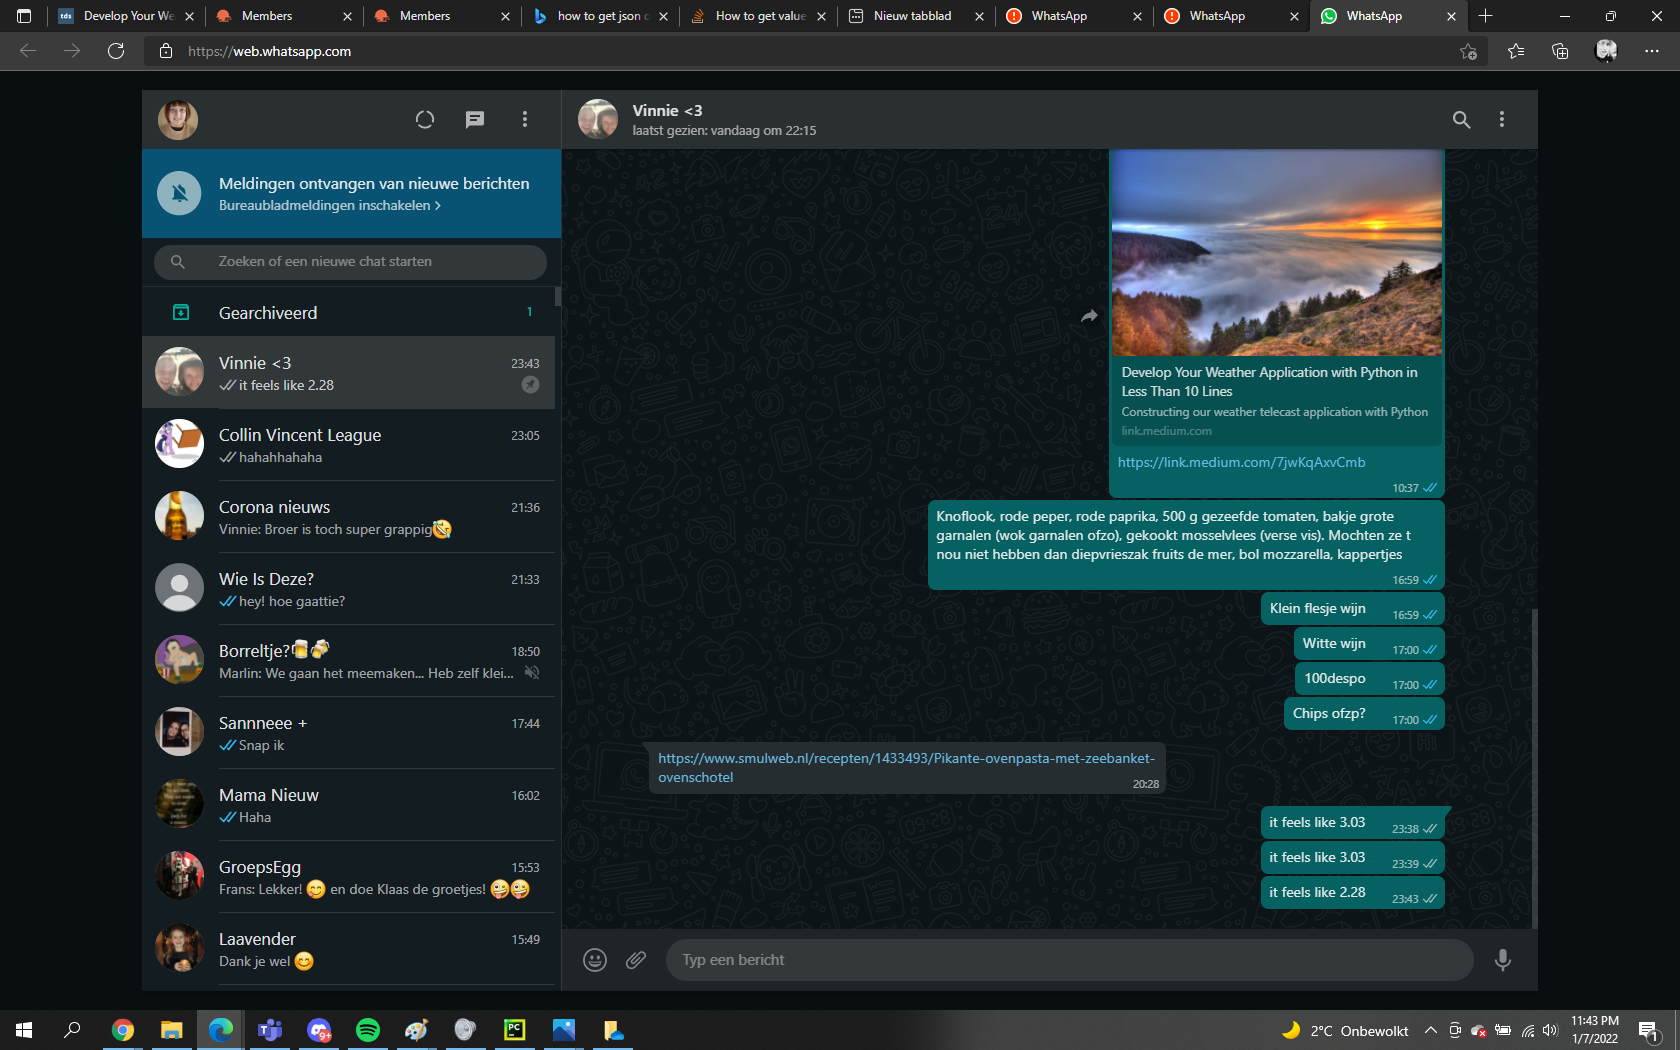 tds Develop Your We
Members
Members
how to get json o
How to get value
Nieuw tabblad
WhatsApp
WhatsApp
WhatsApp
https://web.whatsapp.com
Vinnie <3
laatst gezien: vandaag om 22:15
Meldingen ontvangen van nieuwe berichten
Bureaubladmeldingen inschakelen >
Zoeken of een nieuwe chat starten
Gearchiveerd 1
Vinnie <3 23:43
it feels like 2.28
Collin Vincent League 23:05
hahahhahaha
Corona nieuws 21:36
Vinnie: Broer is toch super grappig🤣
Wie Is Deze? 21:33
hey! hoe gaattie?
Borreltje?🍺🍻 18:50
Marlin: We gaan het meemaken... Heb zelf klei...
Sannneee + 17:44
Snap ik
Mama Nieuw 16:02
Haha
GroepsEgg 15:53
Frans: Lekker! 😋 en doe Klaas de groetjes! 🤪🤪
Laavender 15:49
Dank je wel 😊
Develop Your Weather Application with Python in
Less Than 10 Lines
Constructing our weather telecast application with Python
link.medium.com
https://link.medium.com/7jwKqAxvCmb
10:37
Knoflook, rode peper, rode paprika, 500 g gezeefde tomaten, bakje grote
garnalen (wok garnalen ofzo), gekookt mosselvlees (verse vis). Mochten ze t
nou niet hebben dan diepvrieszak fruits de mer, bol mozzarella, kappertjes
16:59
Klein flesje wijn 16:59
Witte wijn 17:00
100despo 17:00
Chips ofzp? 17:00
https://www.smulweb.nl/recepten/1433493/Pikante-ovenpasta-met-zeebanket-
ovenschotel 20:28
it feels like 3.03 23:38
it feels like 3.03 23:39
it feels like 2.28 23:43
Typ een bericht
9+
PC
2°C Onbewolkt
11:43 PM
1/7/2022
1